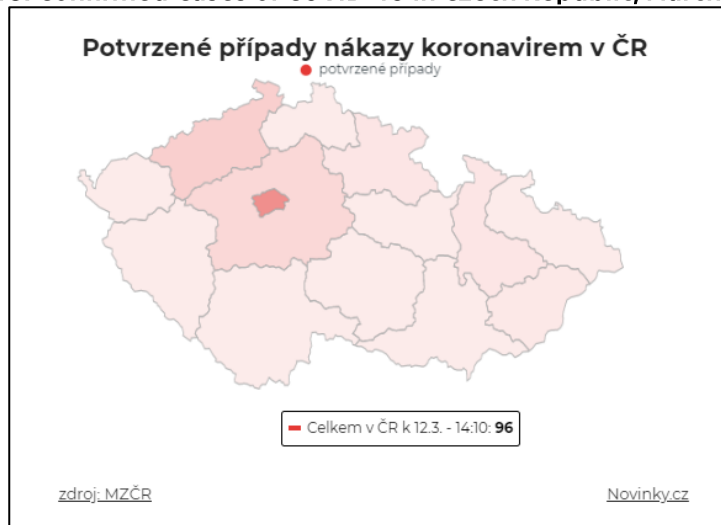 Potvrzené případy nákazy koronavirem v ČR
potvrzené případy
Celkem v ČR k 12.3. - 14:10: 96
zdroj: MZČR
Novinky.cz